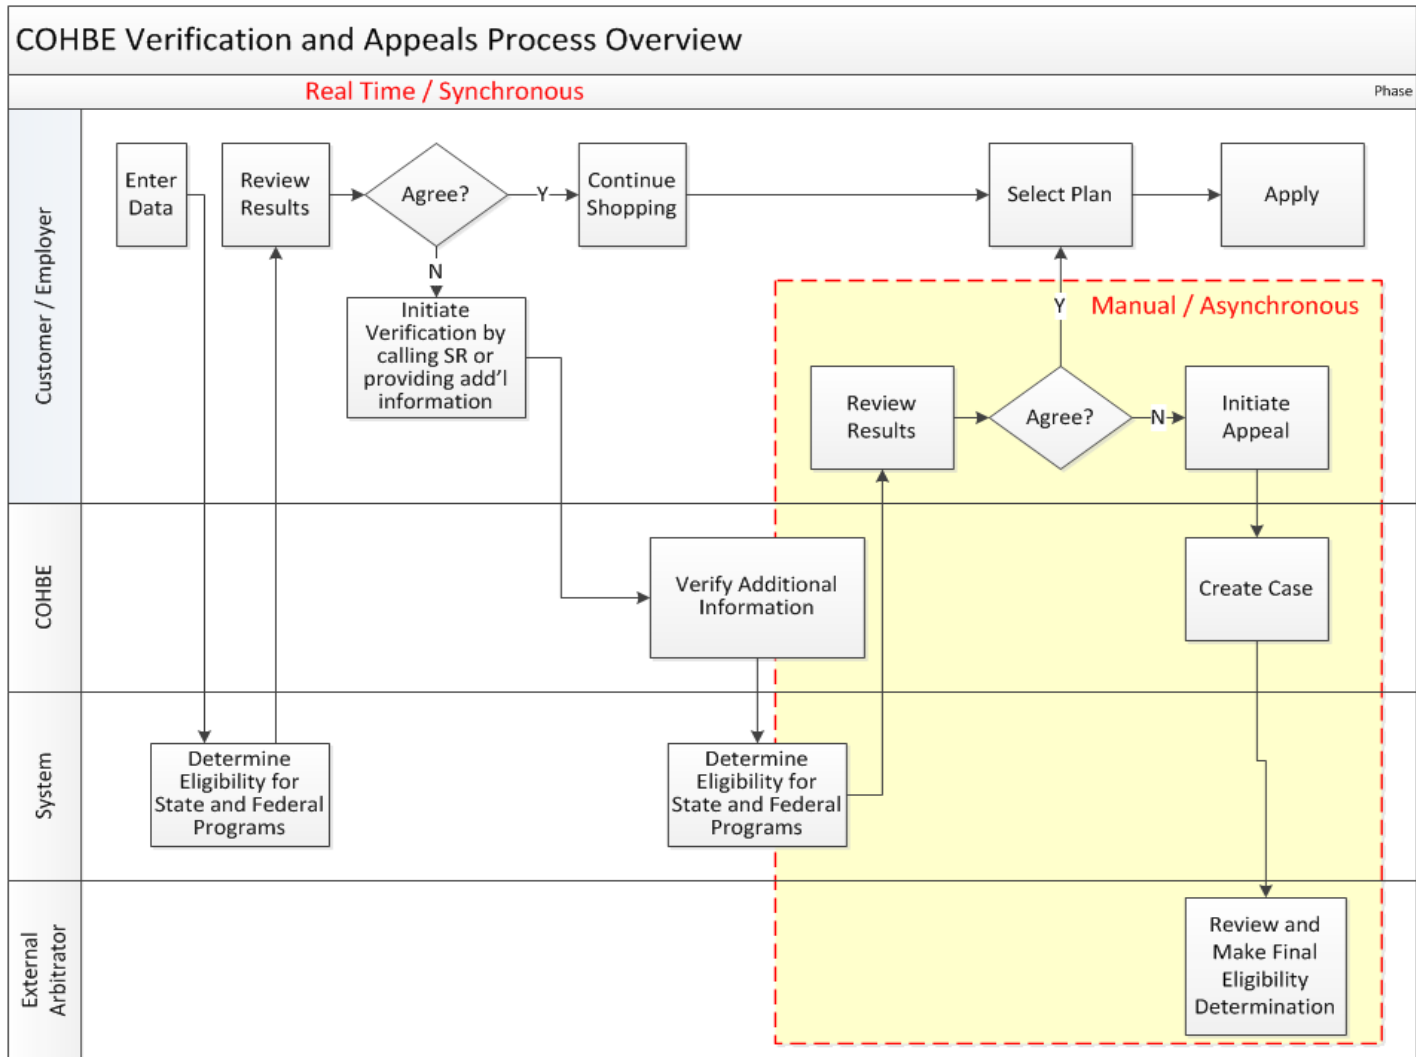 COHBE Verification and Appeals Process Overview
Real Time / Synchronous
Phase
Customer / Employer
Enter
Data
Review
Results
Agree?
Y
Continue
Shopping
Select Plan
Apply
N
Initiate
Verification by
calling SR or
providing add'l
information
Manual / Asynchronous
Y
Review
Results
Agree?
N
Initiate
Appeal
COHBE
Verify Additional
Information
Create Case
System
Determine
Eligibility for
State and Federal
Programs
Determine
Eligibility for
State and Federal
Programs
External
Arbitrator
Review and
Make Final
Eligibility
Determination